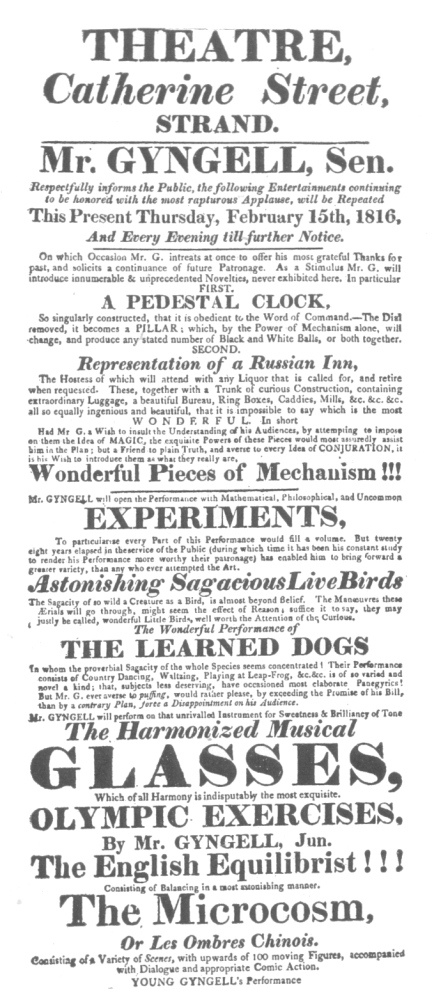 THEATRE,
Catherine Street,
STRAND.
Mr. GYNGELL, Sen.
Respectfully informs the Public, the following Entertainments continuing
to be honored with the most rapturous Applause, will be Repeated
This Present Thursday, February 15th, 1816,
And Every Evening till further Notice.
On which Occasion Mr. G. intreats at once to offer his most grateful Thanks for
past, and solicits a continuance of future Patronage. As a Stimulus Mr. G. will
introduce innumerable & unprecedented Novelties, never exhibited here. In particular
FIRST.
A PEDESTAL CLOCK,
So singularly constructed, that it is obedient to the Word of Command.—The Dial
removed, it becomes a PILLAR; which, by the Power of Mechanism alone, will
change, and produce any stated number of Black and White Balls, or both together.
SECOND.
Representation of a Russian Inn,
The Hostess of which will attend with any Liquor that is called for, and retire
when requested. These, together with a Trunk of curious Construction, containing
extraordinary Luggage, a beautiful Bureau, Ring Boxes, Caddies, Mills, &c. &c. &c.
all so equally ingenious and beautiful, that it is impossible to say which is the most
WONDERFUL. In short
Had Mr. G. a Wish to insult the Understanding of his Audiences, by attempting to impose
on them the Idea of MAGIC, the exquisite Powers of these Pieces would most assuredly assist
him in the Plan; but a Friend to plain Truth, and averse to every Idea of CONJURATION, it
is his Wish to introduce them as what they really are,
Wonderful Pieces of Mechanism!!!
Mr. GYNGELL will open the Performance with Mathematical, Philosophical, and Uncommon
EXPERIMENTS,
To particularise every Part of this Performance would fill a volume. But twenty
eight years elapsed in the service of the Public (during which time it has been his constant study
to render his Performance more worthy their patronage) has enabled him to bring forward a
greater variety, than any who ever attempted the Art.
Astonishing Sagacious Live Birds
The Sagacity of so wild a Creature as a Bird, is almost beyond Belief. The Manœuvres these
Ærials will go through, might seem the effect of Reason; suffice it to say, they may
justly be called, wonderful Little Birds, well worth the Attention of the Curious.
The Wonderful Performance of
THE LEARNED DOGS
In whom the proverbial Sagacity of the whole Species seems concentrated! Their Performance
consists of Country Dancing, Waltzing, Playing at Leap-Frog, &c. &c. is of so varied and
novel a kind; that, subjects less deserving, have occasioned most elaborate Panegyrics!
But Mr. G. ever averse to puffing, would rather please, by exceeding the Promise of his Bill,
than by a contrary Plan, force a Disappointment on his Audience.
Mr. GYNGELL will perform on that unrivalled Instrument for Sweetness & Brilliancy of Tone
The Harmonized Musical
GLASSES,
Which of all Harmony is indisputably the most exquisite.
OLYMPIC EXERCISES,
By Mr. GYNGELL, Jun.
The English Equilibrist!!!
Consisting of Balancing in a most astonishing manner.
The Microcosm,
Or Les Ombres Chinois.
Consisting of a Variety of Scenes, with upwards of 100 moving Figures, accompanied
with Dialogue and appropriate Comic Action.
YOUNG GYNGELL's Performance